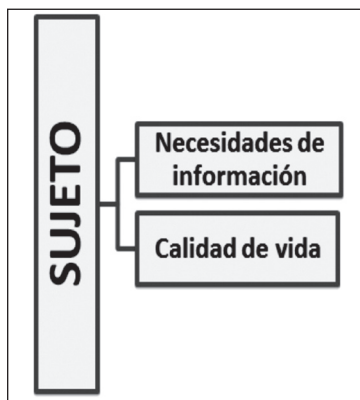 SUJETO
Necesidades de
información
Calidad de vida